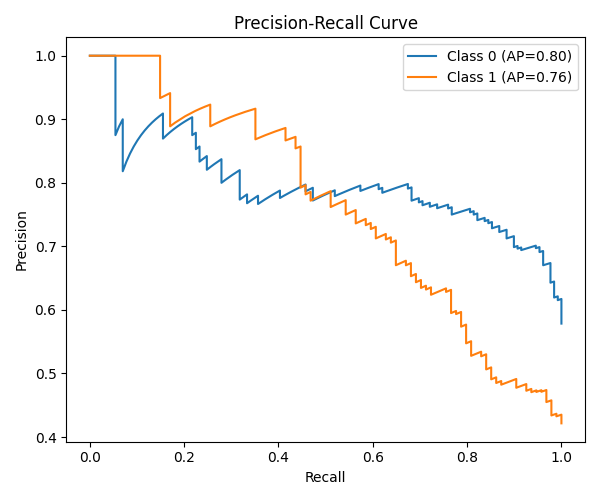 Precision-Recall Curve
Class 0 (AP=0.80)
Class 1 (AP=0.76)
1.0
0.9
0.8
0.7
0.6
0.5
0.4
Precision
0.0 0.2 0.4 0.6 0.8 1.0
Recall